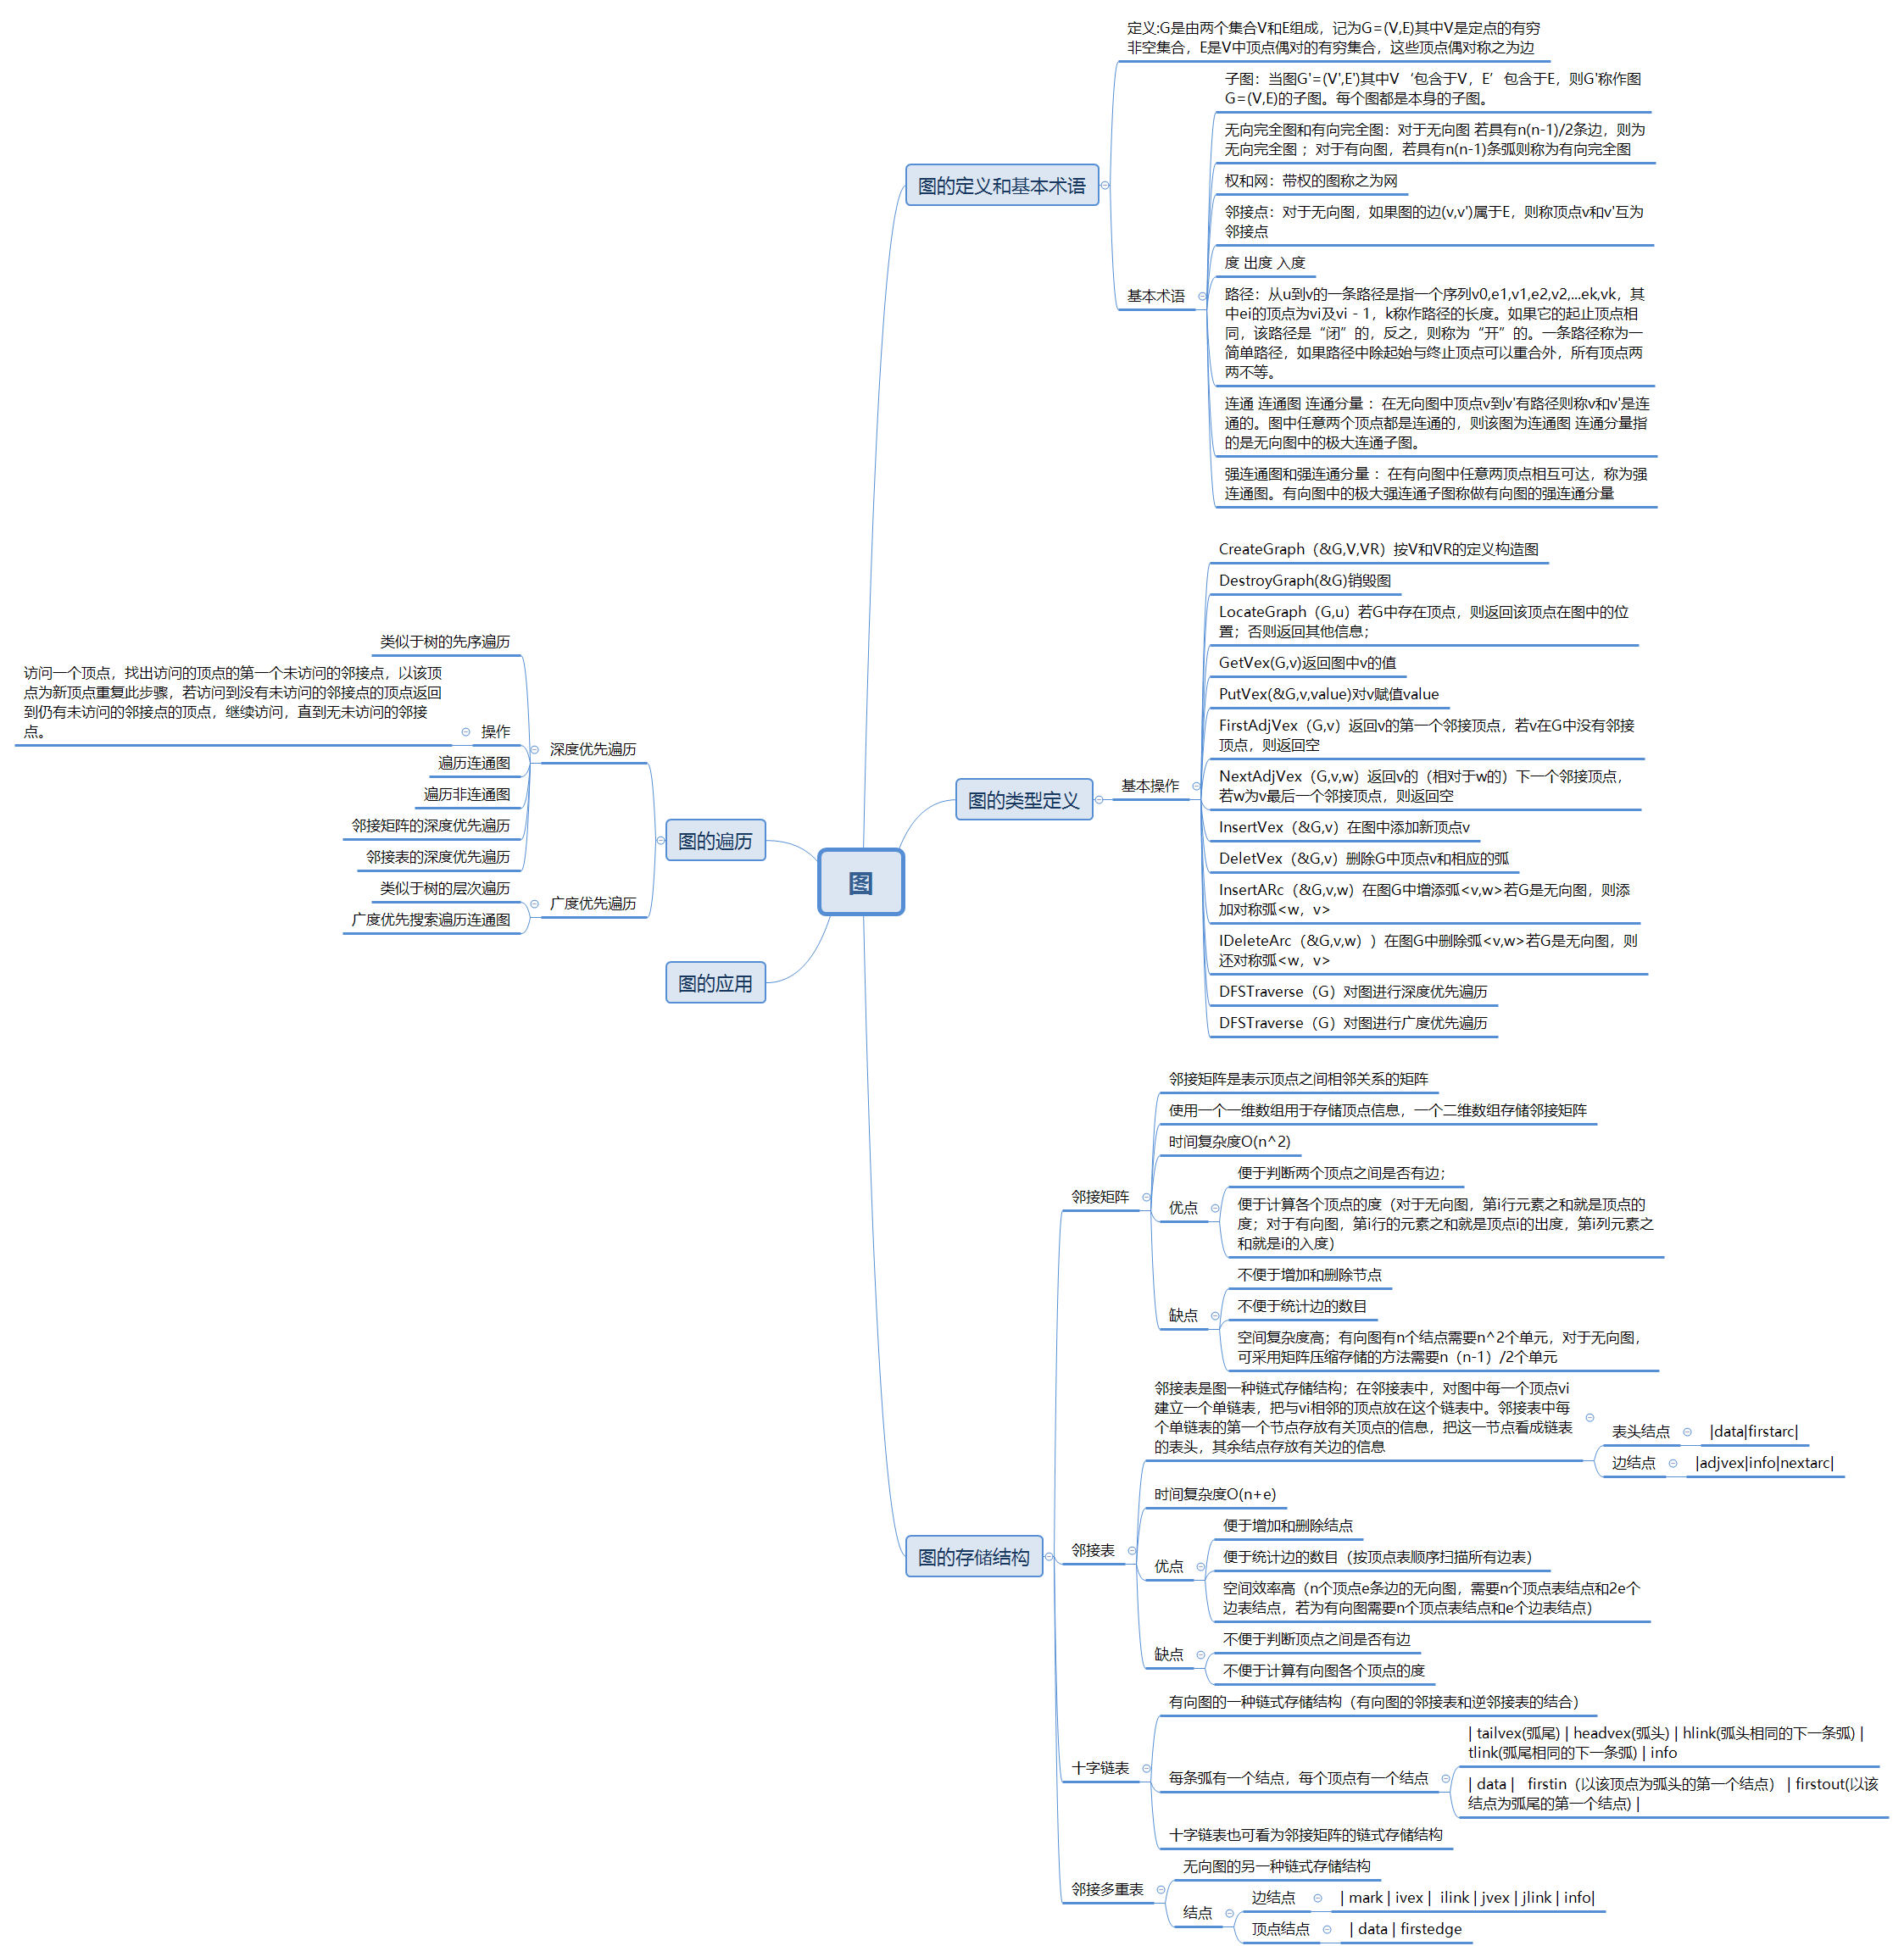 图
图的定义和基本术语
定义:G是由两个集合V和E组成，记为G=(V,E)其中V是定点的有穷
非空集合，E是V中顶点偶对的有穷集合，这些顶点偶对称之为边
基本术语
子图：当图G'=(V',E')其中V‘包含于V，E’包含于E，则G'称作图
G=(V,E)的子图。每个图都是本身的子图。
无向完全图和有向完全图：对于无向图 若具有n(n-1)/2条边，则为
无向完全图 ；对于有向图，若具有n(n-1)条弧则称为有向完全图
权和网：带权的图称之为网
邻接点：对于无向图，如果图的边(v,v')属于E，则称顶点v和v'互为
邻接点
度 出度 入度
路径：从u到v的一条路径是指一个序列v0,e1,v1,e2,v2,...ek,vk，其
中ei的顶点为vi及vi - 1，k称作路径的长度。如果它的起止顶点相
同，该路径是“闭”的，反之，则称为“开”的。一条路径称为一
简单路径，如果路径中除起始与终止顶点可以重合外，所有顶点两
两不等。
连通 连通图 连通分量 ：在无向图中顶点v到v'有路径则称v和v'是连
通的。图中任意两个顶点都是连通的，则该图为连通图 连通分量指
的是无向图中的极大连通子图。
强连通图和强连通分量 ：在有向图中任意两顶点相互可达，称为强
连通图。有向图中的极大强连通子图称做有向图的强连通分量
图的类型定义
基本操作
CreateGraph（&G,V,VR）按V和VR的定义构造图
DestroyGraph(&G)销毁图
LocateGraph（G,u）若G中存在顶点，则返回该顶点在图中的位
置；否则返回其他信息；
GetVex(G,v)返回图中v的值
PutVex(&G,v,value)对v赋值value
FirstAdjVex（G,v）返回v的第一个邻接顶点，若v在G中没有邻接
顶点，则返回空
NextAdjVex（G,v,w）返回v的（相对于w的）下一个邻接顶点，
若w为v最后一个邻接顶点，则返回空
InsertVex（&G,v）在图中添加新顶点v
DeletVex（&G,v）删除G中顶点v和相应的弧
InsertARc（&G,v,w）在图G中增添弧<v,w>若G是无向图，则添
加对称弧<w，v>
IDeleteArc（&G,v,w））在图G中删除弧<v,w>若G是无向图，则
还对称弧<w，v>
DFSTraverse（G）对图进行深度优先遍历
DFSTraverse（G）对图进行广度优先遍历
图的存储结构
邻接矩阵
邻接矩阵是表示顶点之间相邻关系的矩阵
使用一个一维数组用于存储顶点信息，一个二维数组存储邻接矩阵
时间复杂度O(n^2)
优点
便于判断两个顶点之间是否有边；
便于计算各个顶点的度（对于无向图，第i行元素之和就是顶点的
度；对于有向图，第i行的元素之和就是顶点i的出度，第i列元素之
和就是i的入度）
缺点
不便于增加和删除节点
不便于统计边的数目
空间复杂度高；有向图有n个结点需要n^2个单元，对于无向图，
可采用矩阵压缩存储的方法需要n（n-1）/2个单元
邻接表
邻接表是图一种链式存储结构；在邻接表中，对图中每一个顶点vi
建立一个单链表，把与vi相邻的顶点放在这个链表中。邻接表中每
个单链表的第一个节点存放有关顶点的信息，把这一节点看成链表
的表头，其余结点存放有关边的信息
表头结点
|data|firstarc|
边结点
|adjvex|info|nextarc|
时间复杂度O(n+e)
优点
便于增加和删除结点
便于统计边的数目（按顶点表顺序扫描所有边表）
空间效率高（n个顶点e条边的无向图，需要n个顶点表结点和2e个
边表结点，若为有向图需要n个顶点表结点和e个边表结点）
缺点
不便于判断顶点之间是否有边
不便于计算有向图各个顶点的度
十字链表
有向图的一种链式存储结构（有向图的邻接表和逆邻接表的结合）
每条弧有一个结点，每个顶点有一个结点
| tailvex(弧尾) | headvex(弧头) | hlink(弧头相同的下一条弧) |
tlink(弧尾相同的下一条弧) | info
| data |   firstin（以该顶点为弧头的第一个结点） | firstout(以该
结点为弧尾的第一个结点) |
十字链表也可看为邻接矩阵的链式存储结构
邻接多重表
无向图的另一种链式存储结构
结点
边结点
| mark | ivex |  ilink | jvex | jlink | info|
顶点结点
| data | firstedge
图的遍历
深度优先遍历
类似于树的先序遍历
操作
访问一个顶点，找出访问的顶点的第一个未访问的邻接点，以该顶
点为新顶点重复此步骤，若访问到没有未访问的邻接点的顶点返回
到仍有未访问的邻接点的顶点，继续访问，直到无未访问的邻接
点。
遍历连通图
遍历非连通图
邻接矩阵的深度优先遍历
邻接表的深度优先遍历
广度优先遍历
类似于树的层次遍历
广度优先搜索遍历连通图
图的应用